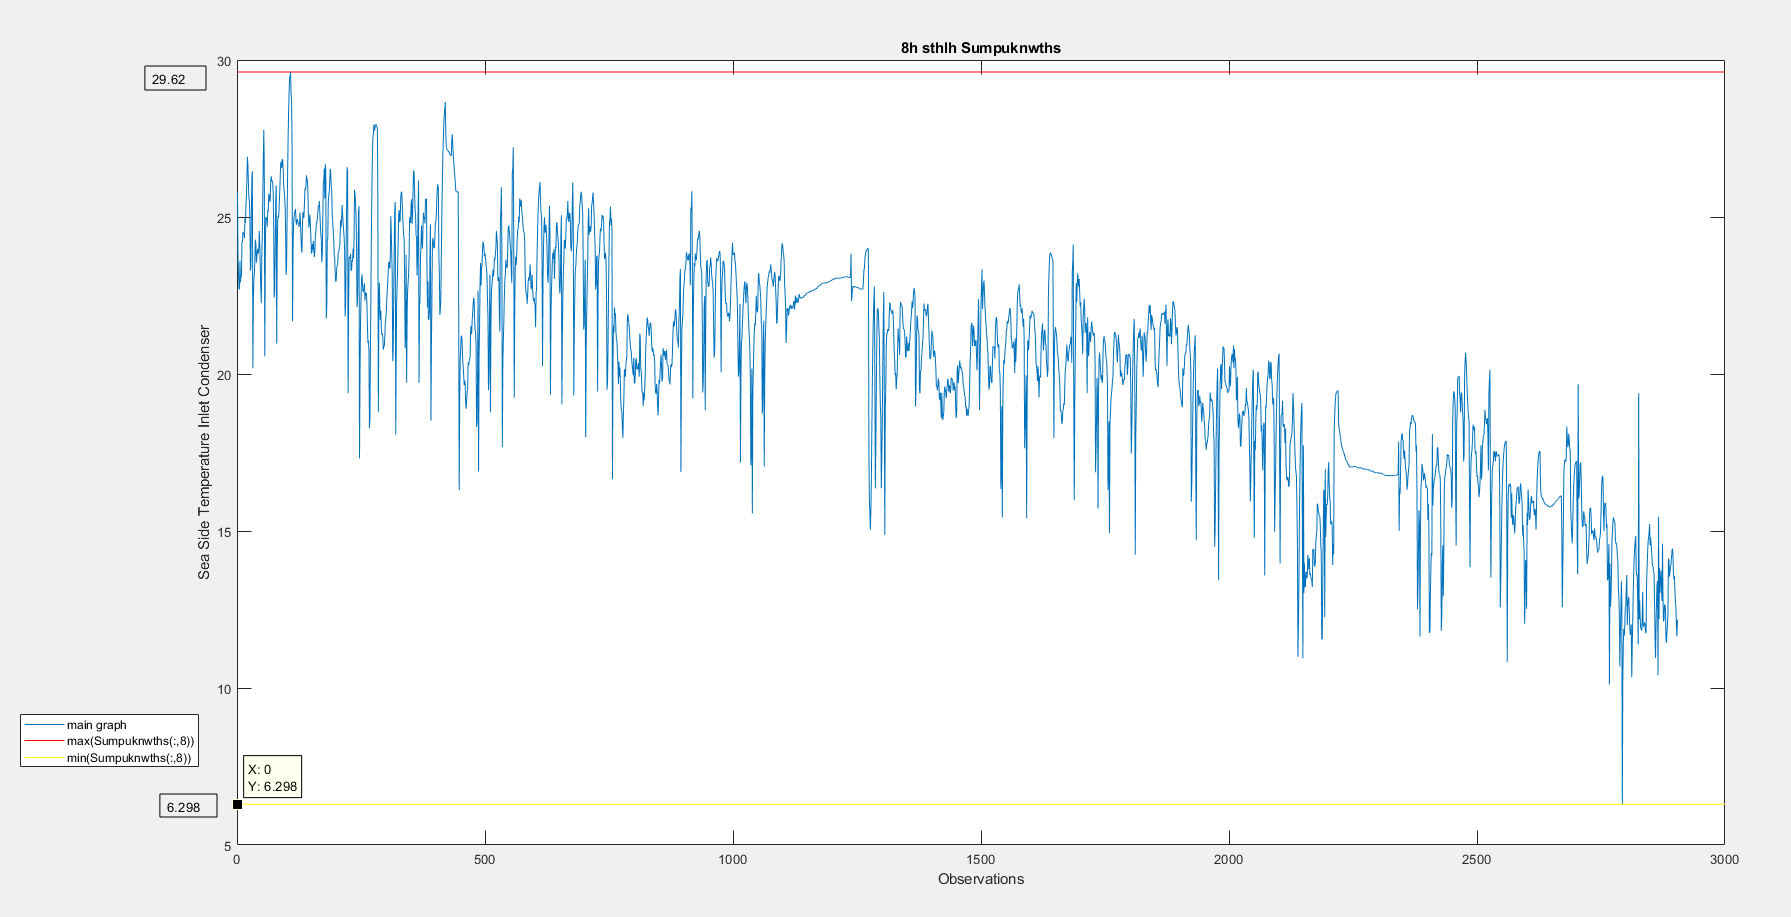 8h sthlh Sumpuknwths
29.62
30
25
20
15
10
5
Sea Side Temperature Inlet Condenser
main graph
max(Sumpuknwths(:,8))
min(Sumpuknwths(:,8))
X: 0
Y: 6.298
6.298
0
500
1000
1500
2000
2500
3000
Observations